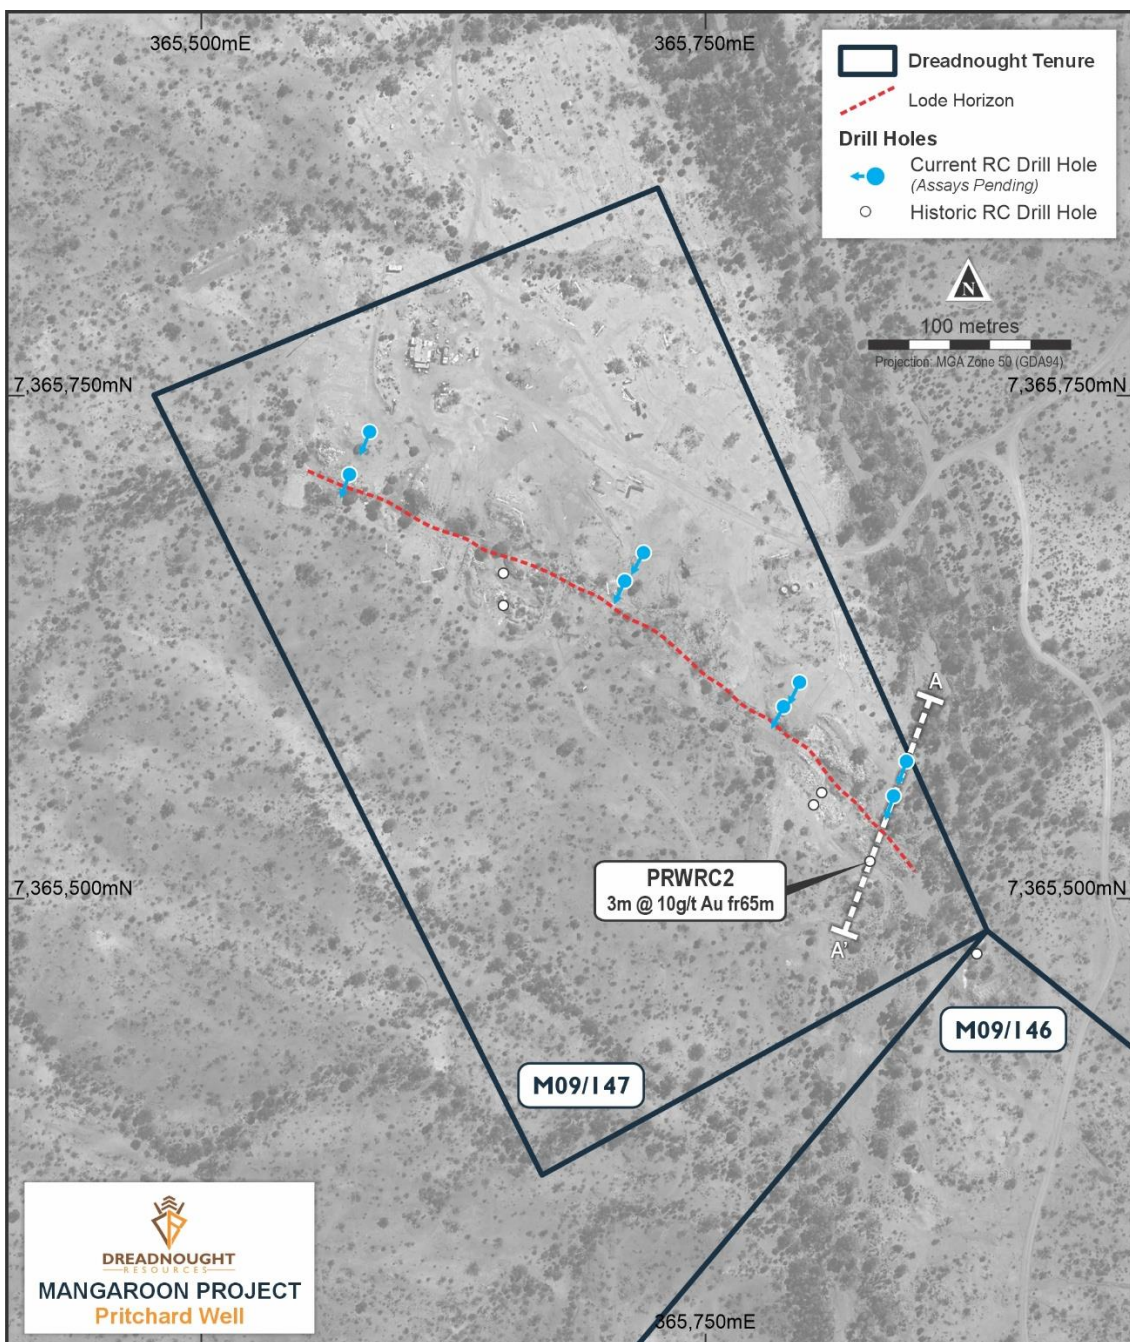 365,500mE
365,750mE
Dreadnought Tenure
Lode Horizon
Drill Holes
Current RC Drill Hole
(Assays Pending)
Historic RC Drill Hole
N
100 metres
Projection: MGA Zone 50 (GDA94)
7,365,750mN
7,365,750mN
A
PRWRC2
3m @ 10g/t Au fr65m
7,365,500mN
7,365,500mN
A'
M09/146
M09/147
DREADNOUGHT
RESOURCES
MANGAROON PROJECT
Pritchard Well
365,750mE